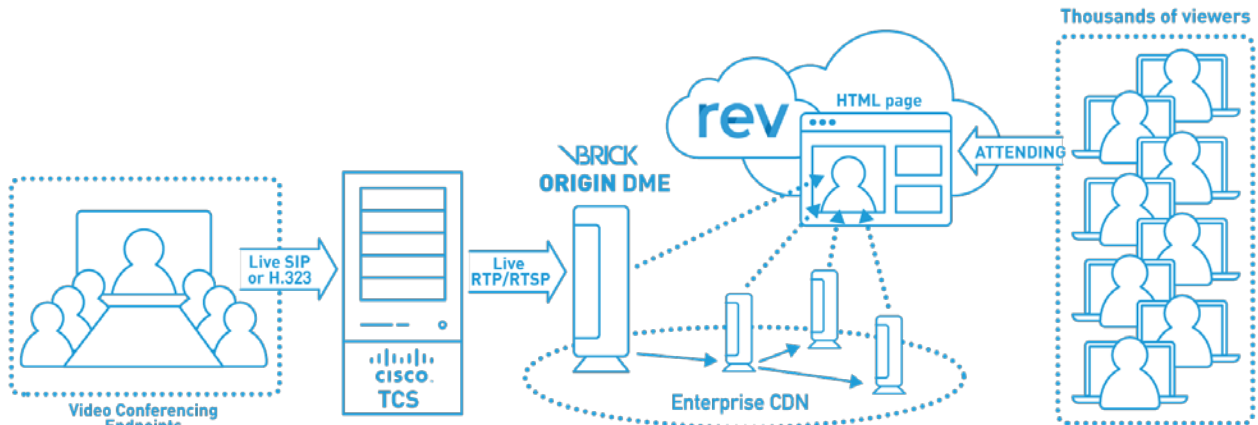 Thousands of viewers
HTML page
rev
ATTENDING
VBRICK
ORIGIN DME
Live SIP
or H.323
Live
RTP/RTSP
CISCO.
TCS
Enterprise CDN
Video Conferencing
Endpoints